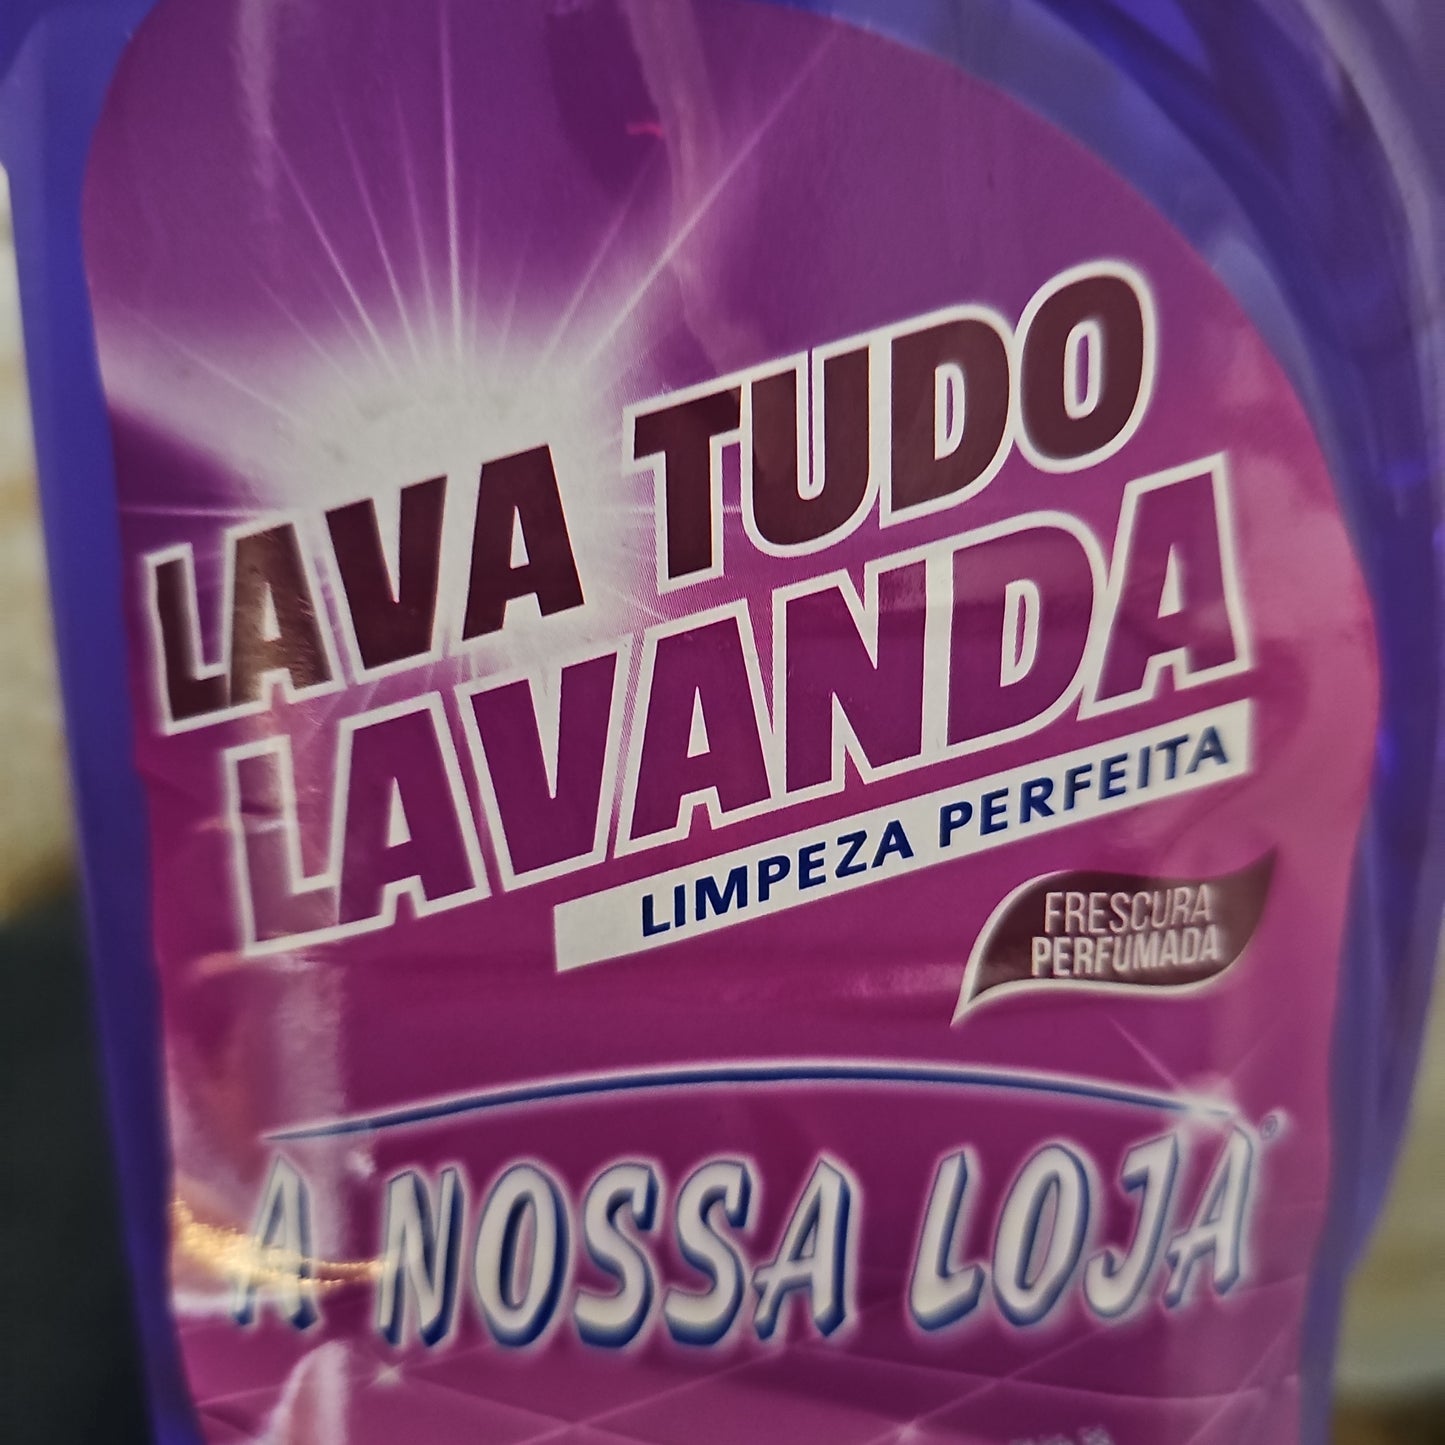 LAVA TUDO
LAVANDA
LIMPEZA PERFEITA
FRESCURA
PERFUMADA
A NOSSA LOJA®